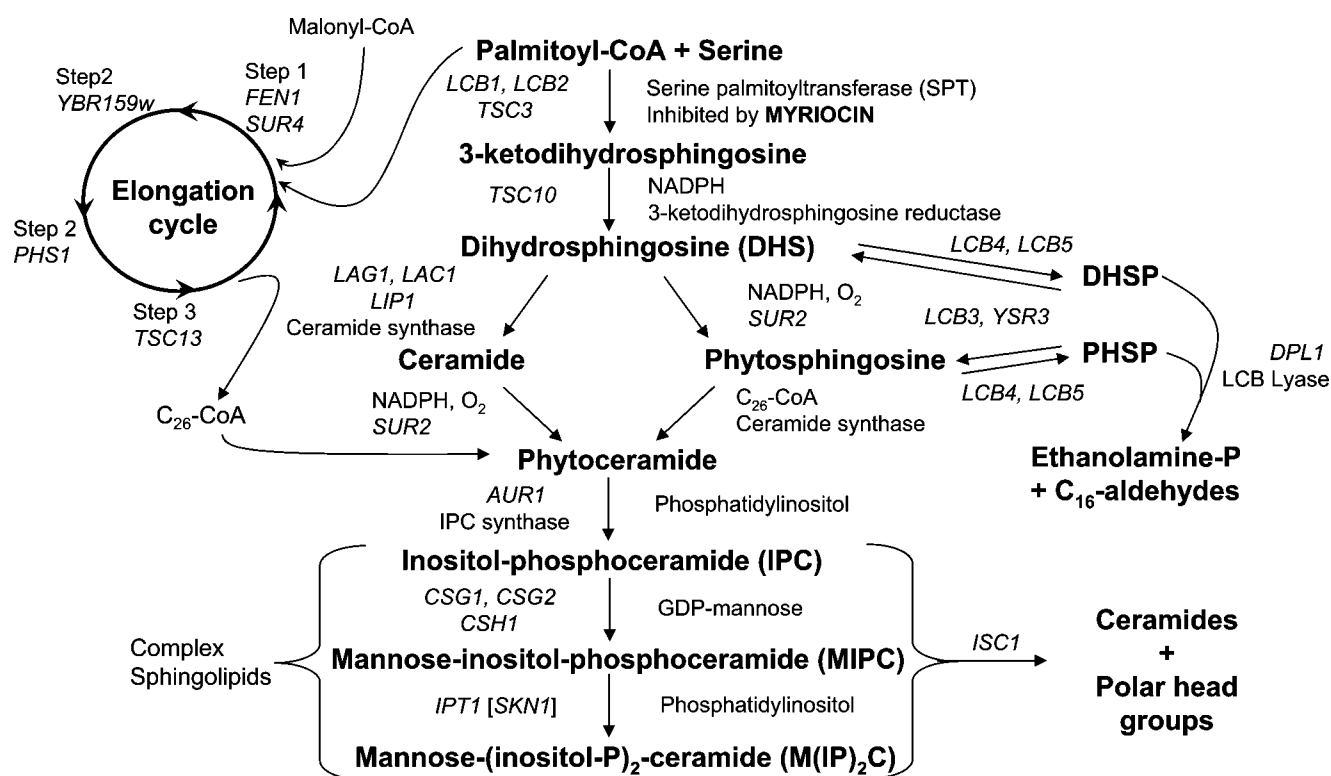 Malonyl-CoA
Palmitoyl-CoA + Serine
Step2
YBR159w
Step 1
FEN1
SUR4
LCB1, LCB2
TSC3
Serine palmitoyltransferase (SPT)
Inhibited by MYRIOCIN
3-ketodihydrosphingosine
Elongation
cycle
TSC10
NADPH
3-ketodihydrosphingosine reductase
Step 2
PHS1
Dihydrosphingosine (DHS)
LCB4, LCB5
DHSP
LAG1, LAC1
LIP1
Ceramide synthase
NADPH, O2
SUR2
LCB3, YSR3
Step 3
TSC13
Ceramide
Phytosphingosine
PHSP
DPL1
LCB Lyase
LCB4, LCB5
C26-CoA
NADPH, O2
SUR2
C26-CoA
Ceramide synthase
Phytoceramide
Ethanolamine-P
+ C16-aldehydes
AUR1
IPC synthase
Phosphatidylinositol
Inositol-phosphoceramide (IPC)
CSG1, CSG2
CSH1
GDP-mannose
Complex
Sphingolipids
Mannose-inositol-phosphoceramide (MIPC)
ISC1
Ceramides
+
Polar head
groups
IPT1 [SKN1]
Phosphatidylinositol
Mannose-(inositol-P)2-ceramide (M(IP)2C)